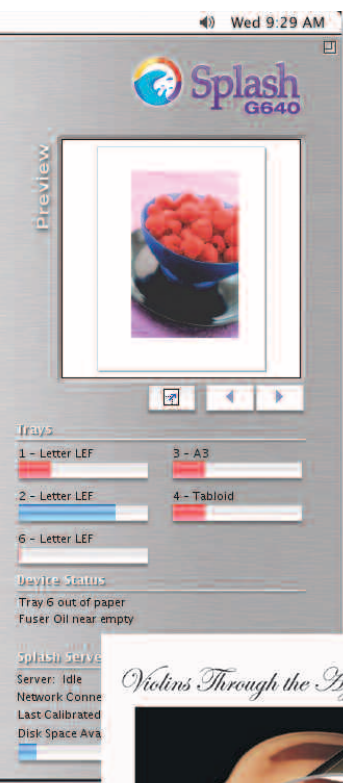 Wed 9:29 AM
Splash
G640
Preview
Trays
1 - Letter LEF
3 - A3
2 - Letter LEF
4 - Tabloid
6 - Letter LEF
Device Status
Tray 6 out of paper
Fuser Oil near empty
Splash Serve
Server: Idle
Network Conne
Last Calibrated
Disk Space Ava
Violins Through the A